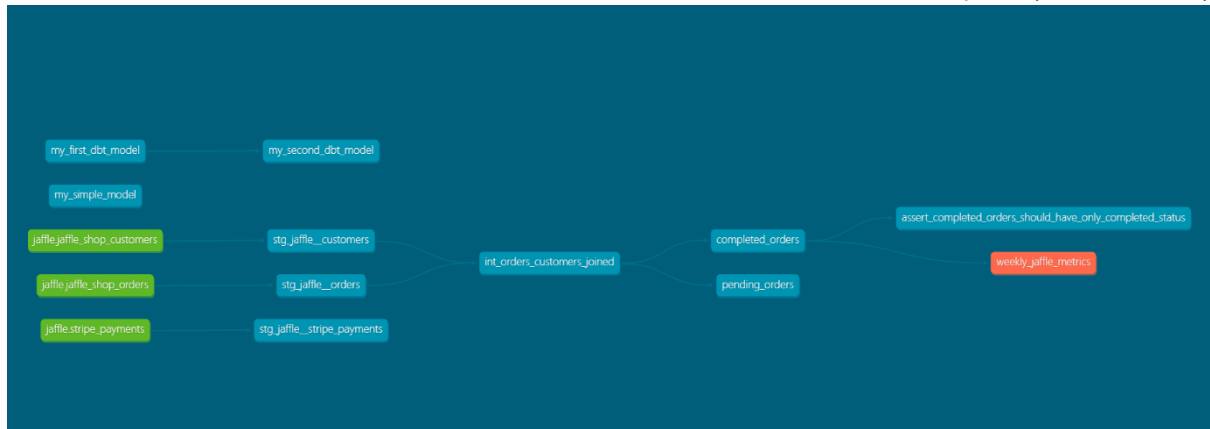 my_first_dbt_model
my_second_dbt_model
my_simple_model
assert_completed_orders_should_have_only_completed_status
jaffle.jaffle_shop_customers
stg_jaffle__customers
completed_orders
int_orders_customers_joined
weekly_jaffle_metrics
jaffle.jaffle_shop_orders
stg_jaffle__orders
pending_orders
jaffle.stripe_payments
stg_jaffle__stripe_payments